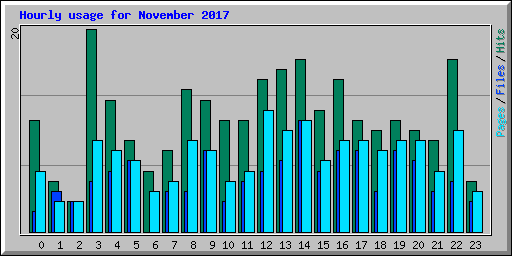 Hourly usage for November 2017
20
Pages / Files / Hits
0 1 2 3 4 5 6 7 8 9 10 11 12 13 14 15 16 17 18 19 20 21 22 23